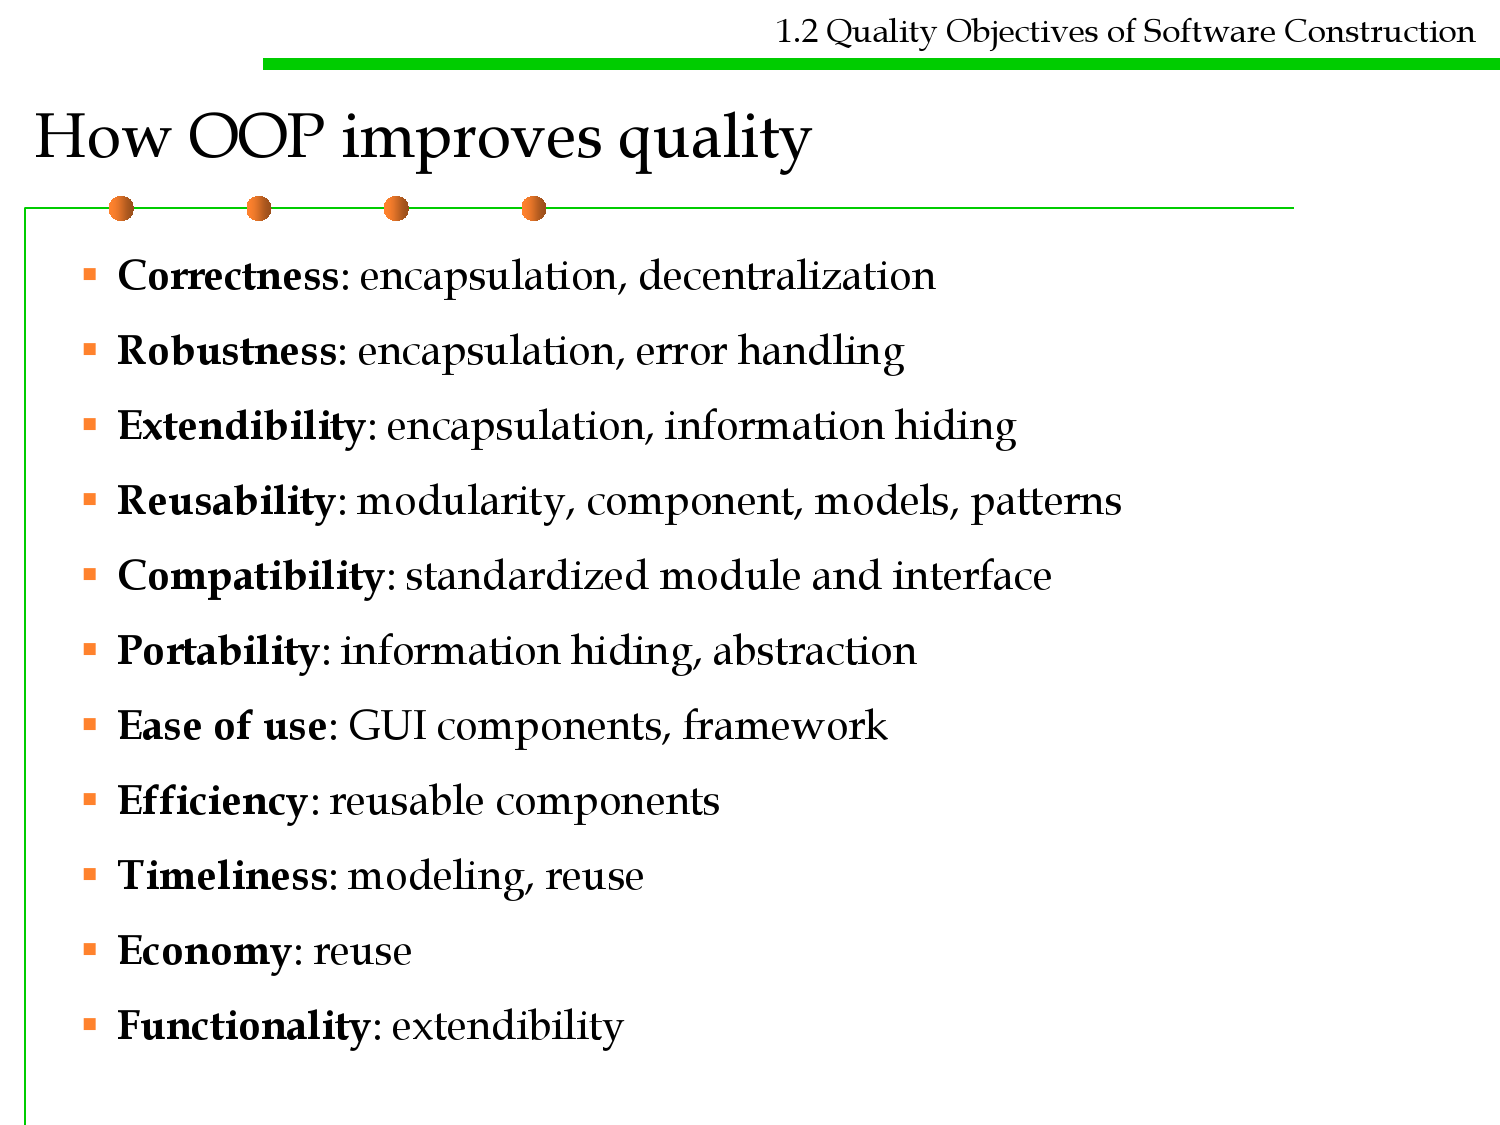 1.2 Quality Objectives of Software Construction
How OOP improves quality
▪ Correctness: encapsulation, decentralization
▪ Robustness: encapsulation, error handling
▪ Extendibility: encapsulation, information hiding
▪ Reusability: modularity, component, models, patterns
▪ Compatibility: standardized module and interface
▪ Portability: information hiding, abstraction
▪ Ease of use: GUI components, framework
▪ Efficiency: reusable components
▪ Timeliness: modeling, reuse
▪ Economy: reuse
▪ Functionality: extendibility